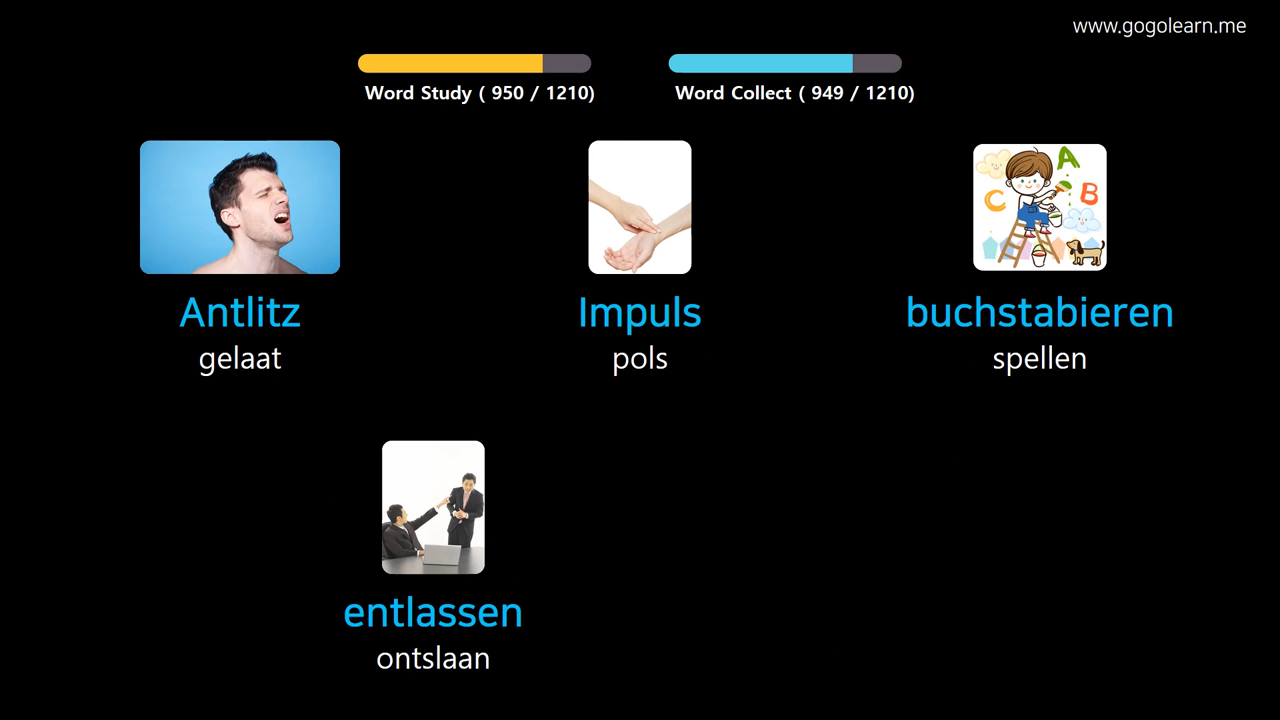 www.gogolearn.me
Word Study ( 950 / 1210)
Word Collect ( 949 / 1210)
A
B
C
Antlitz
gelaat
Impuls
pols
buchstabieren
spellen
entlassen
ontslaan